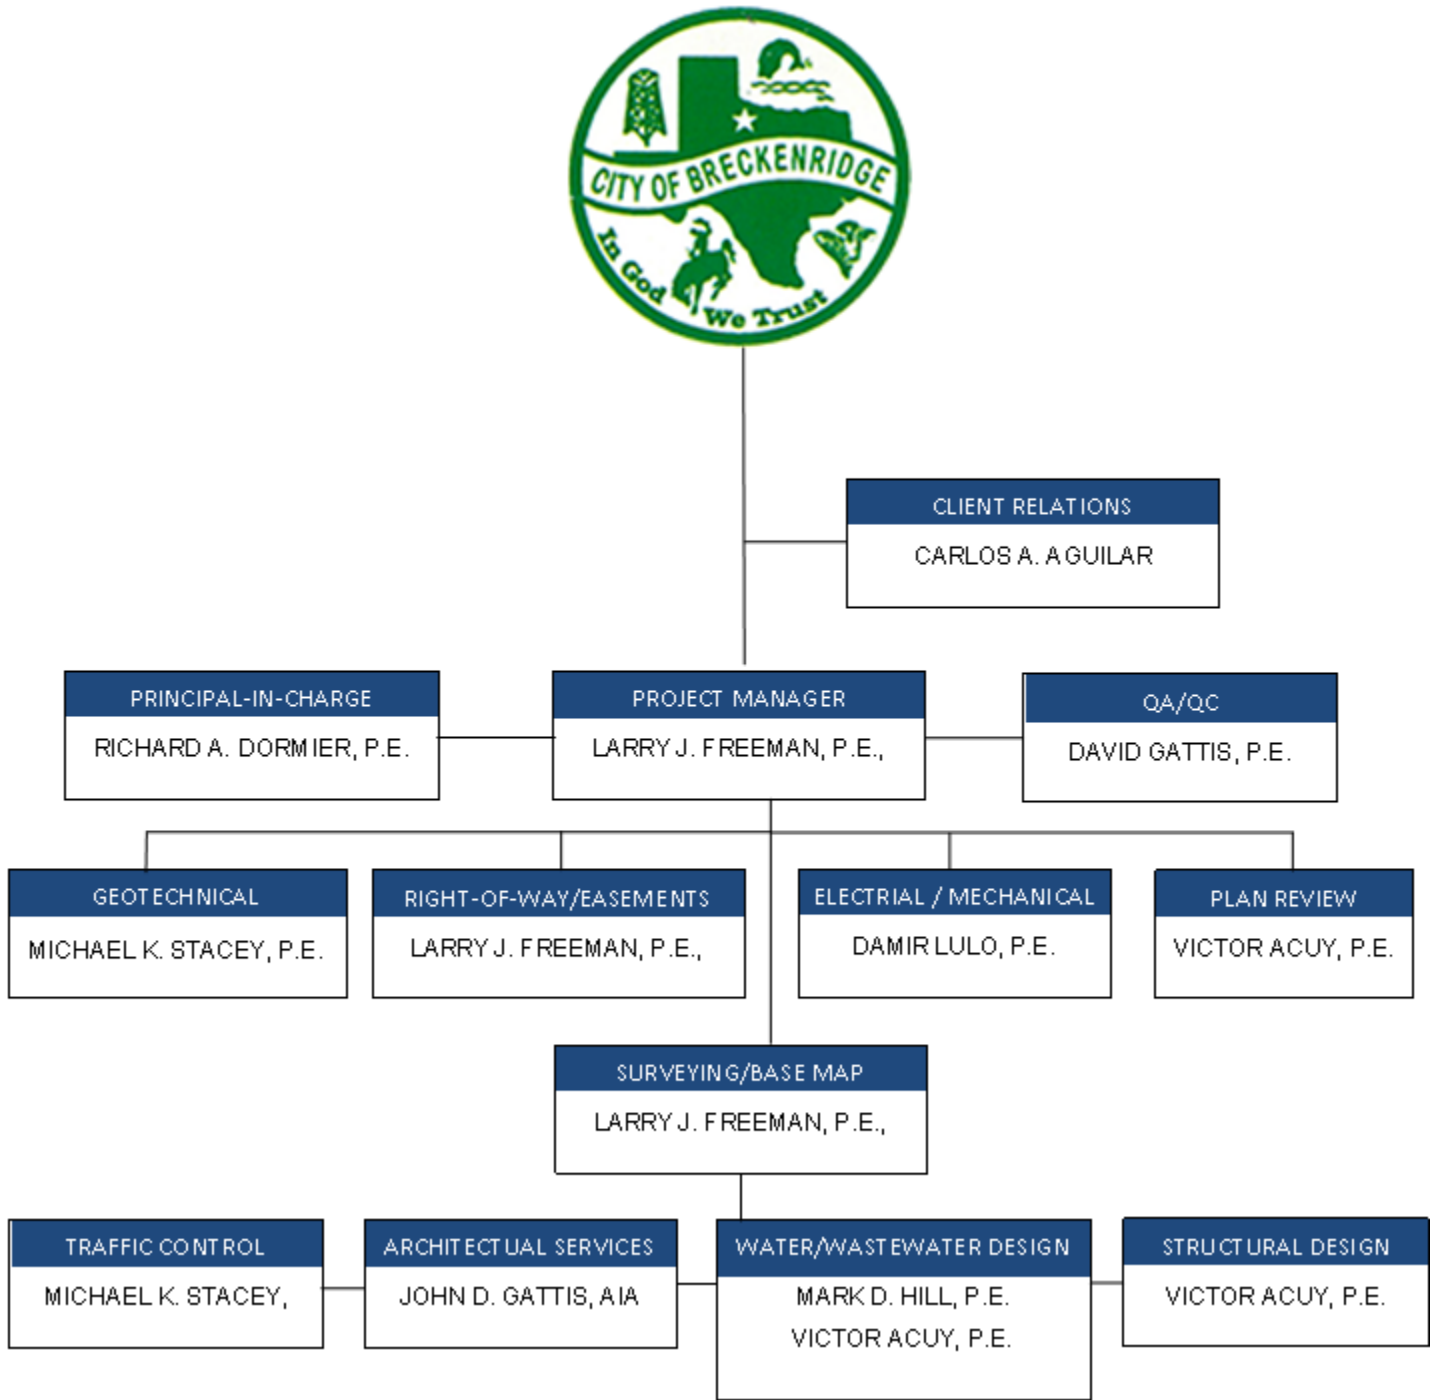 CITY OF BRECKENRIDGE
In God We Trust
CLIENT RELATIONS
CARLOS A. AGUILAR
PRINCIPAL-IN-CHARGE
RICHARD A. DORMIER, P.E.
PROJECT MANAGER
LARRY J. FREEMAN, P.E.,
QA/QC
DAVID GATTIS, P.E.
GEOTECHNICAL
MICHAEL K. STACEY, P.E.
RIGHT-OF-WAY/EASEMENTS
LARRY J. FREEMAN, P.E.,
ELECTRIAL / MECHANICAL
DAMIR LULO, P.E.
PLAN REVIEW
VICTOR ACUY, P.E.
SURVEYING/BASE MAP
LARRY J. FREEMAN, P.E.,
TRAFFIC CONTROL
MICHAEL K. STACEY,
ARCHITECTUAL SERVICES
JOHN D. GATTIS, AIA
WATER/WASTEWATER DESIGN
MARK D. HILL, P.E.
VICTOR ACUY, P.E.
STRUCTURAL DESIGN
VICTOR ACUY, P.E.